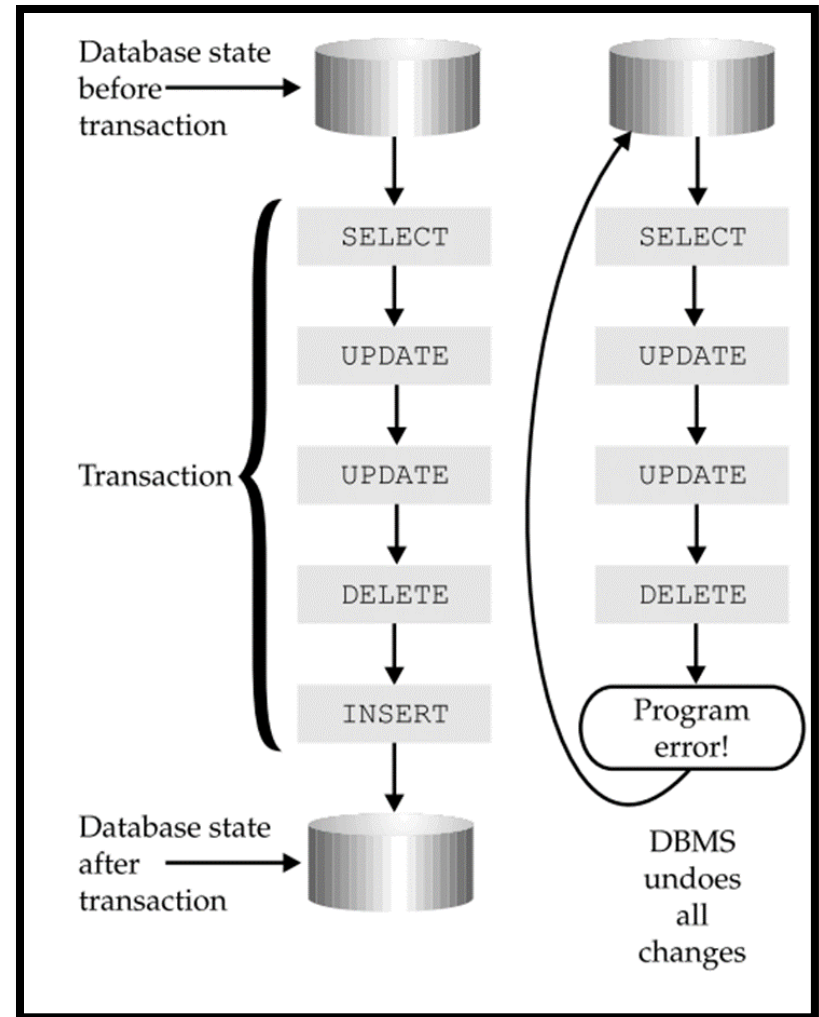 Database state
before
transaction
SELECT
UPDATE
UPDATE
DELETE
INSERT
Transaction
Database state
after
transaction
SELECT
UPDATE
UPDATE
DELETE
Program
error!
DBMS
undoes
all
changes